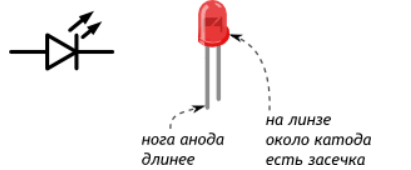 нога анода
длинее
на линзе
около катода
есть засечка